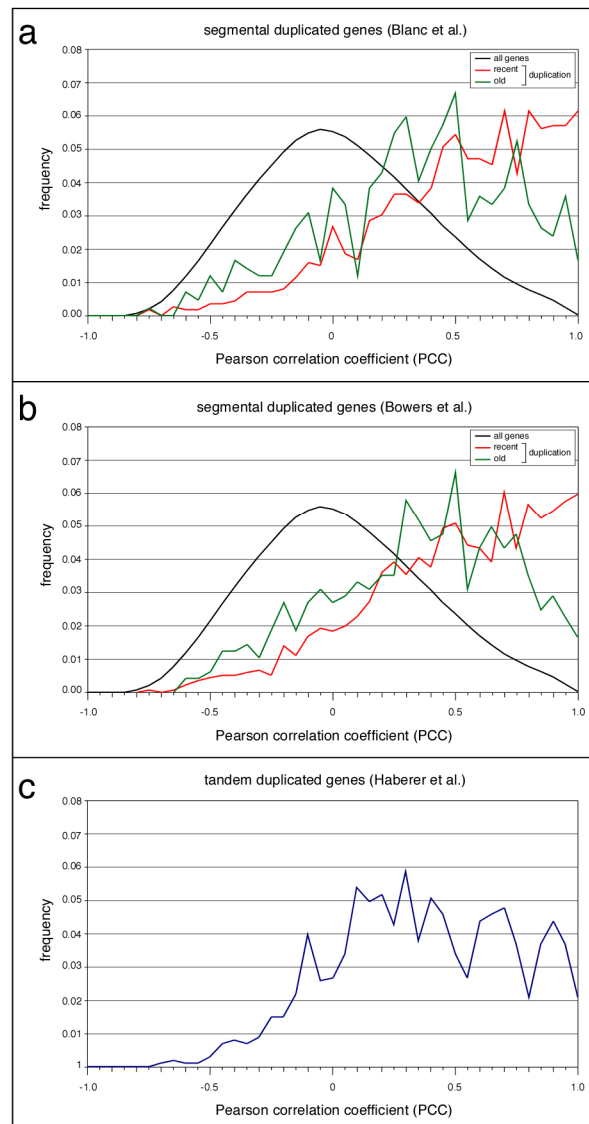 a
segmental duplicated genes (Blanc et al.)
all genes
recent
old
duplication
0.08
0.07
0.06
0.05
0.04
0.03
0.02
0.01
0.00
frequency
-1.0 -0.5 0 0.5 1.0
Pearson correlation coefficient (PCC)
b
segmental duplicated genes (Bowers et al.)
all genes
recent
old
duplication
0.08
0.07
0.06
0.05
0.04
0.03
0.02
0.01
0.00
frequency
-1.0 -0.5 0 0.5 1.0
Pearson correlation coefficient (PCC)
c
tandem duplicated genes (Haberer et al.)
0.08
0.07
0.06
0.05
0.04
0.03
0.02
0.01
1
frequency
-1.0 -0.5 0 0.5 1.0
Pearson correlation coefficient (PCC)